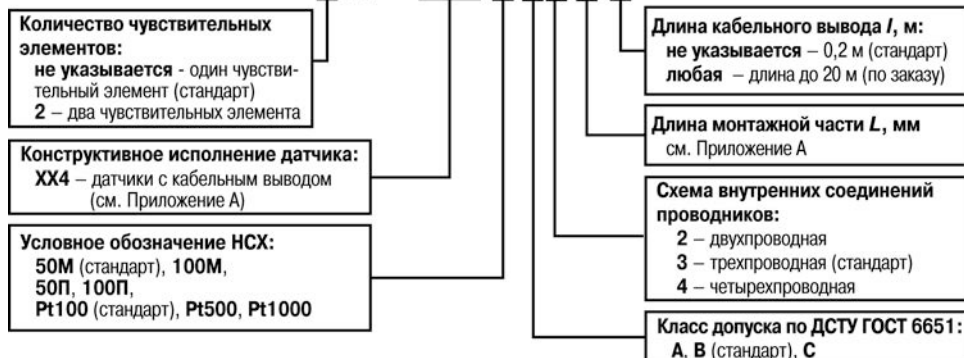 Количество чувствительных
элементов:
не указывается - один чувстви-
тельный элемент (стандарт)
2 – два чувствительных элемента
Конструктивное исполнение датчика:
ХХ4 – датчики с кабельным выводом
(см. Приложение А)
Условное обозначение НСХ:
50М (стандарт), 100М,
50П, 100П,
Pt100 (стандарт), Pt500, Pt1000
Длина кабельного вывода l, м:
не указывается – 0,2 м (стандарт)
любая – длина до 20 м (по заказу)
Длина монтажной части L, мм
см. Приложение А
Схема внутренних соединений
проводников:
2 – двухпроводная
3 – трехпроводная (стандарт)
4 – четырехпроводная
Класс допуска по ДСТУ ГОСТ 6651:
А, В (стандарт), С